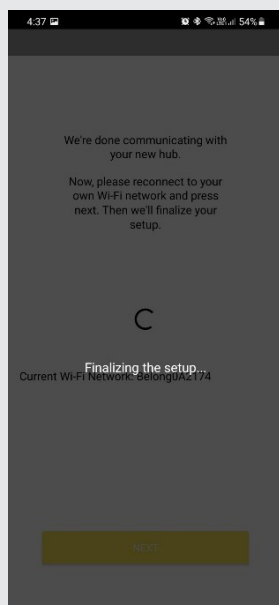 4:37 54%
We're done communicating with
your new hub.
Now, please reconnect to your
own Wi-Fi network and press
next. Then we'll finalize your
setup.
Finalizing the setup...
Current Wi-Fi Network: Belong0A2174
NEXT